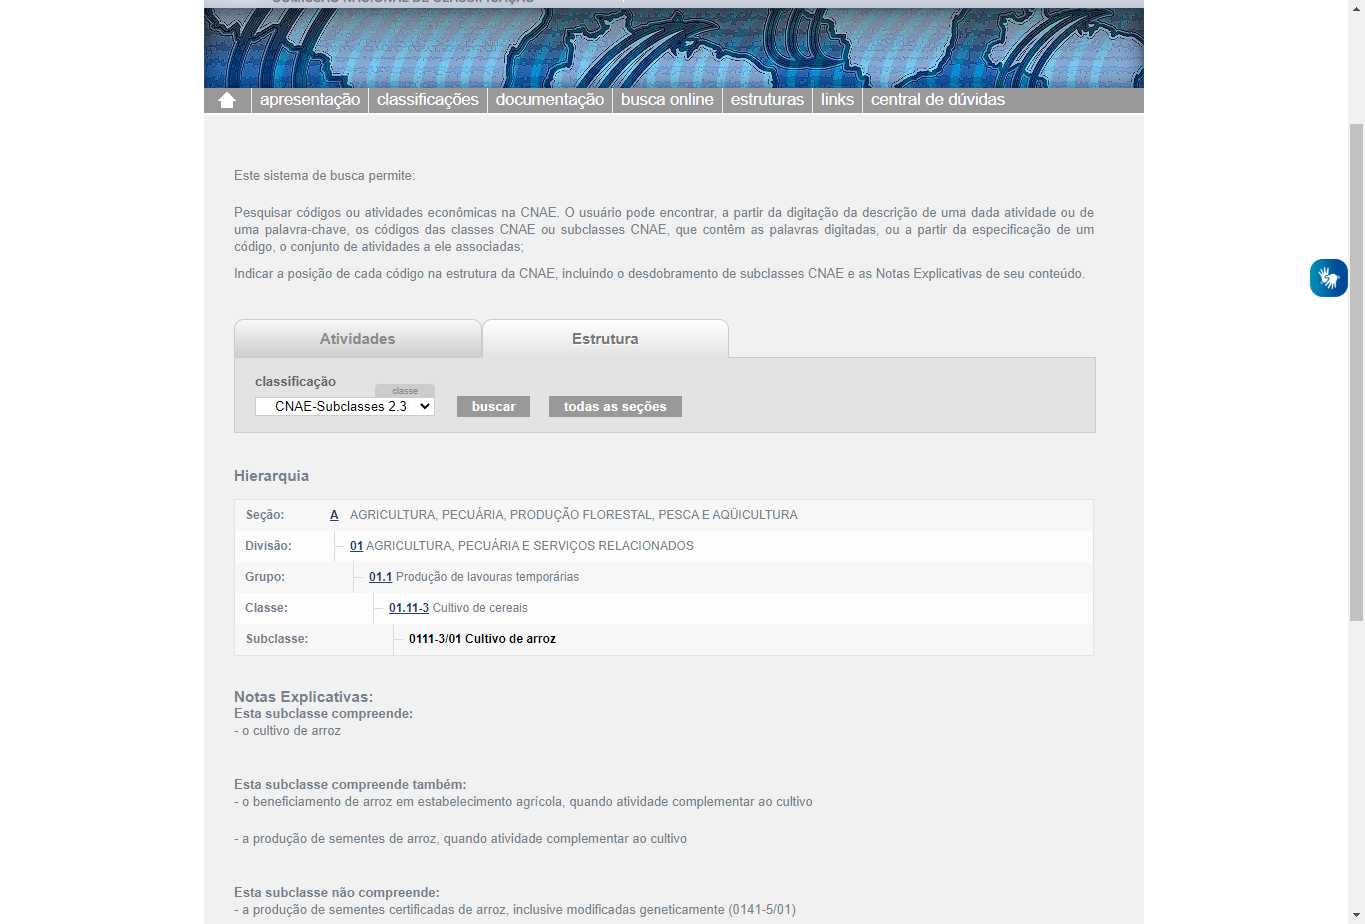 COMISSÃO NACIONAL DE CLASSIFICAÇÃO
apresentação classificações documentação busca online estruturas links central de dúvidas
Este sistema de busca permite:
Pesquisar códigos ou atividades econômicas na CNAE. O usuário pode encontrar, a partir da digitação da descrição de uma dada atividade ou de
uma palavra-chave, os códigos das classes CNAE ou subclasses CNAE, que contêm as palavras digitadas, ou a partir da especificação de um
código, o conjunto de atividades a ele associadas;
Indicar a posição de cada código na estrutura da CNAE, incluindo o desdobramento de subclasses CNAE e as Notas Explicativas de seu conteúdo.
Atividades Estrutura
classificação
classe
CNAE-Subclasses 2.3 buscar todas as seções
Hierarquia
Seção: A AGRICULTURA, PECUÁRIA, PRODUÇÃO FLORESTAL, PESCA E AQÜICULTURA
Divisão: 01 AGRICULTURA, PECUÁRIA E SERVIÇOS RELACIONADOS
Grupo: 01.1 Produção de lavouras temporárias
Classe: 01.11-3 Cultivo de cereais
Subclasse: 0111-3/01 Cultivo de arroz
Notas Explicativas:
Esta subclasse compreende:
- o cultivo de arroz
Esta subclasse compreende também:
- o beneficiamento de arroz em estabelecimento agrícola, quando atividade complementar ao cultivo
- a produção de sementes de arroz, quando atividade complementar ao cultivo
Esta subclasse não compreende:
- a produção de sementes certificadas de arroz, inclusive modificadas geneticamente (0141-5/01)